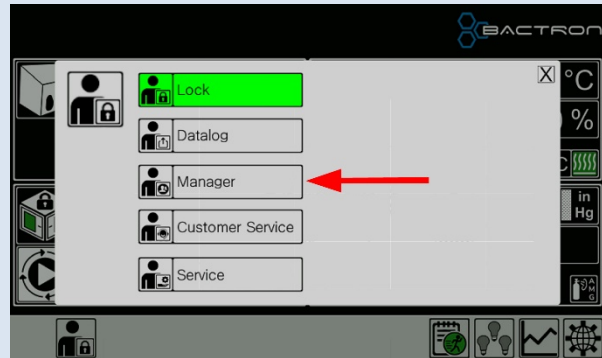 BACTRON
X
°C
Lock
%
Datalog
C
Manager
in
Hg
Customer Service
Service
A
M
G